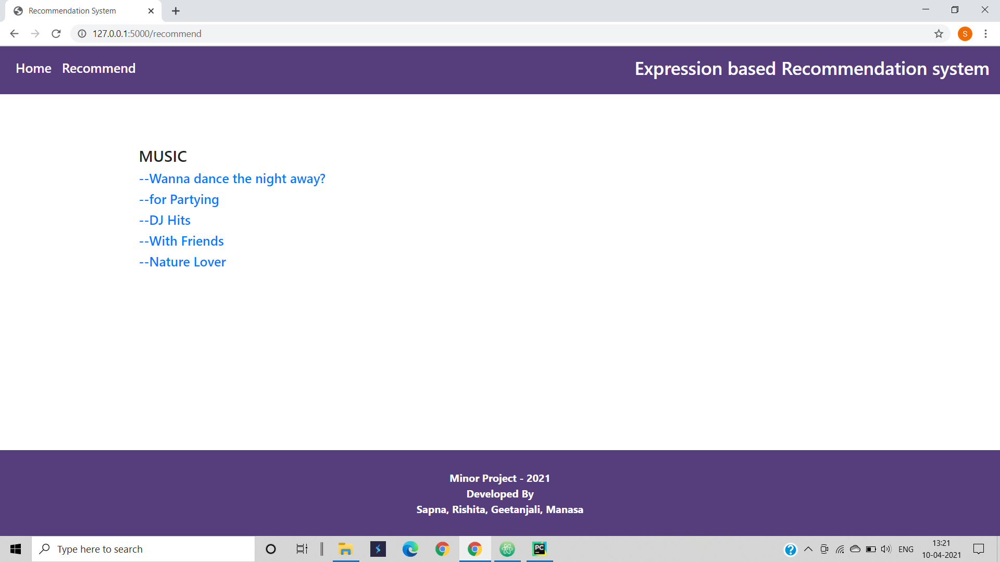 Recommendation System
127.0.0.1:5000/recommend
S
Home Recommend Expression based Recommendation system
MUSIC
--Wanna dance the night away?
--for Partying
--DJ Hits
--With Friends
--Nature Lover
Minor Project - 2021
Developed By
Sapna, Rishita, Geetanjali, Manasa
Type here to search
PC
ENG
13:21
10-04-2021